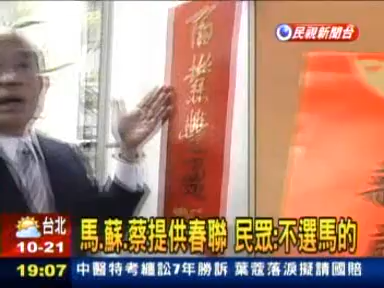 民視新聞台
台北
10-21
馬.蘇.蔡提供春聯 民眾:不選馬的
19:07
中醫特考纏訟7年勝訴 葉蔻落淚擬請國賠